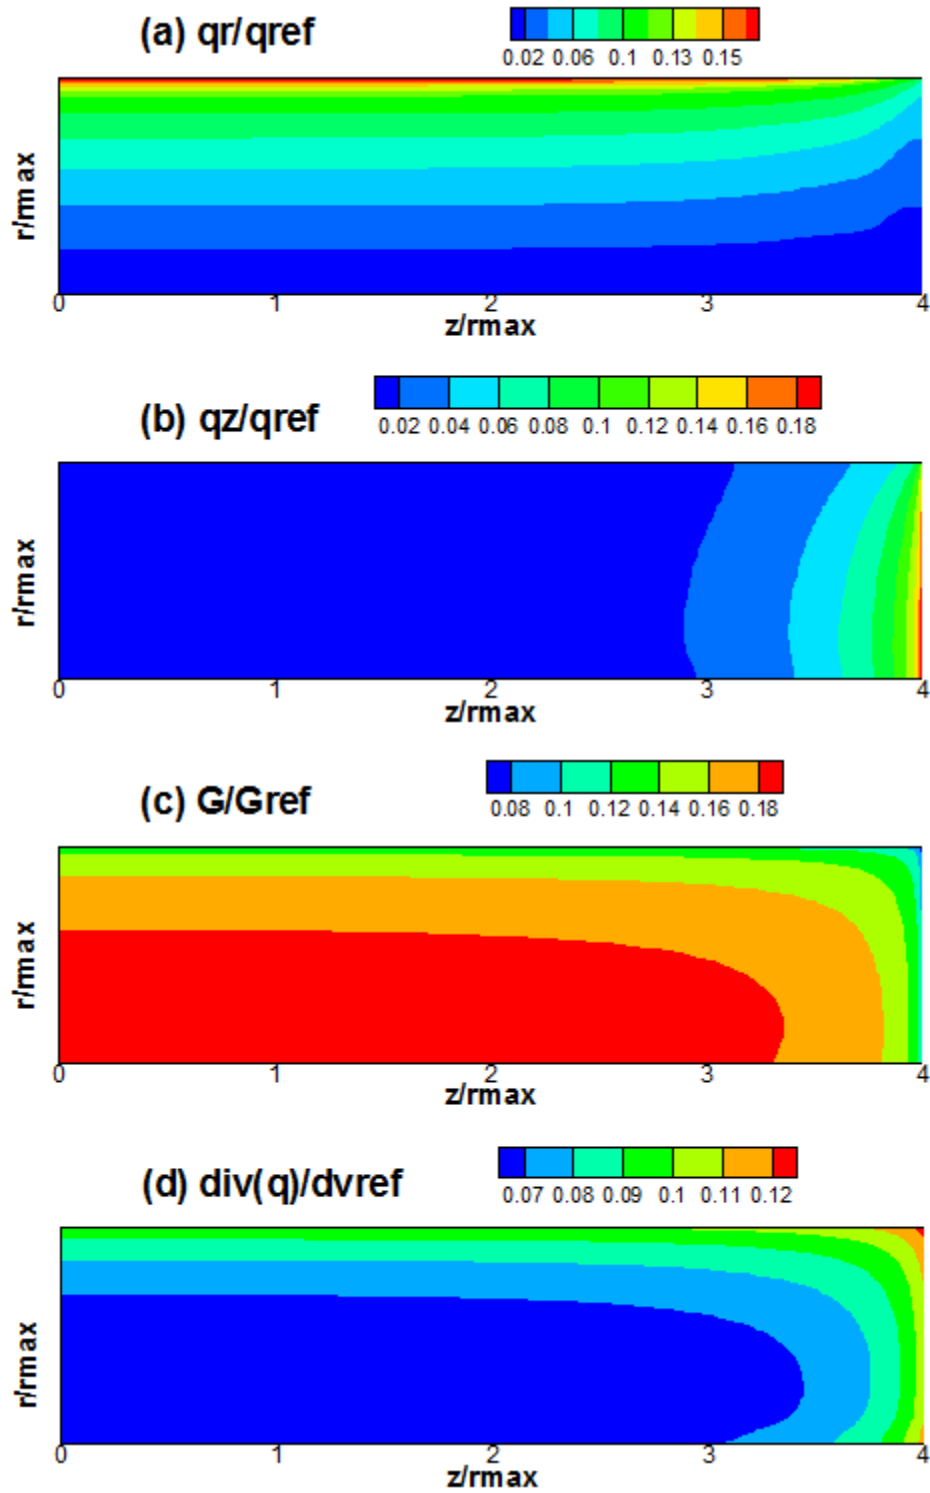 (a) qr/qref
0.02 0.06 0.1 0.13 0.15
r/rmax
0 1 2 3 4
z/rmax
(b) qz/qref
0.02 0.04 0.06 0.08 0.1 0.12 0.14 0.16 0.18
r/rmax
0 1 2 3 4
z/rmax
(c) G/Gref
0.08 0.1 0.12 0.14 0.16 0.18
r/rmax
0 1 2 3 4
z/rmax
(d) div(q)/dvref
0.07 0.08 0.09 0.1 0.11 0.12
r/rmax
0 1 2 3 4
z/rmax